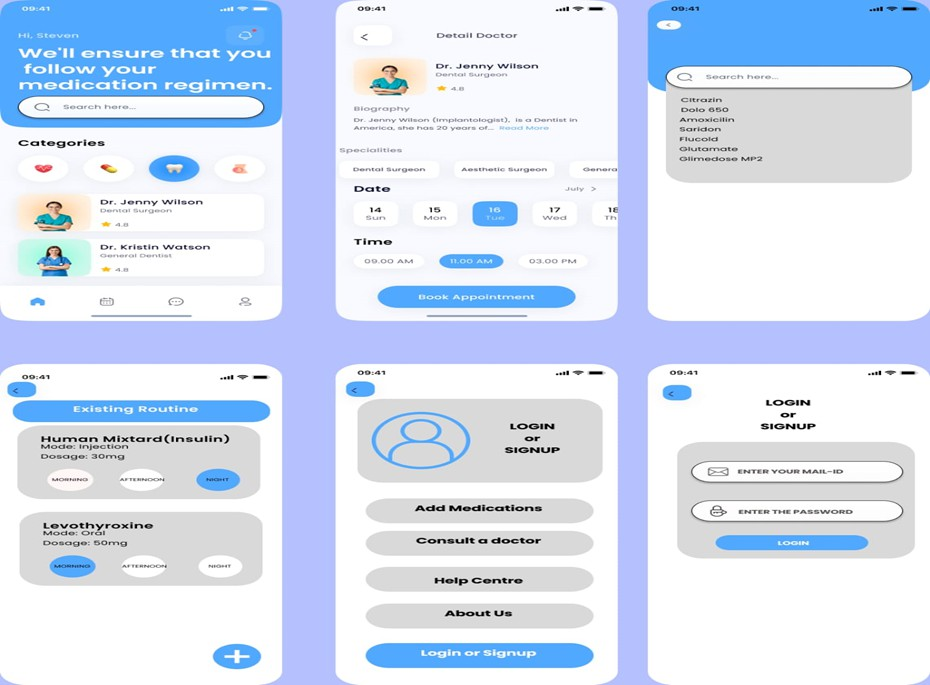 09:41
Hi, Steven
We'll ensure that you
follow your
medication regimen.
Search here...
Categories
Dr. Jenny Wilson
Dental Surgeon
4.8
Dr. Kristin Watson
General Dentist
4.8
09:41
Detail Doctor
Dr. Jenny Wilson
Dental Surgeon
4.8
Biography
Dr. Jenny Wilson (Implantologist), is a Dentist in
America, she has 20 years of... Read More
Specialities
Dental Surgeon Aesthetic Surgeon Genera
Date July >
14 15 16 17 18
Sun Mon Tue Wed Th
Time
09.00 AM 11.00 AM 03.00 PM
Book Appointment
09:41
Search here...
Citrazin
Dolo 650
Amoxicilin
Saridon
Flucold
Glutamate
Glimedose MP2
09:41
Existing Routine
Human Mixtard(Insulin)
Mode: Injection
Dosage: 30mg
MORNING AFTERNOON NIGHT
Levothyroxine
Mode: Oral
Dosage: 50mg
MORNING AFTERNOON NIGHT
09:41
LOGIN
or
SIGNUP
Add Medications
Consult a doctor
Help Centre
About Us
Login or Signup
09:41
LOGIN
or
SIGNUP
ENTER YOUR MAIL-ID
ENTER THE PASSWORD
LOGIN